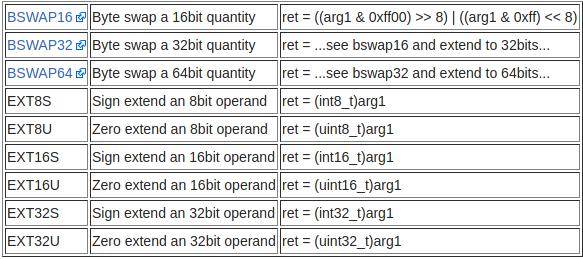 BSWAP16 Byte swap a 16bit quantity ret = ((arg1 & 0xff00) >> 8) | ((arg1 & 0xff) << 8)
BSWAP32 Byte swap a 32bit quantity ret = ...see bswap16 and extend to 32bits...
BSWAP64 Byte swap a 64bit quantity ret = ...see bswap32 and extend to 64bits...
EXT8S Sign extend an 8bit operand ret = (int8_t)arg1
EXT8U Zero extend an 8bit operand ret = (uint8_t)arg1
EXT16S Sign extend an 16bit operand ret = (int16_t)arg1
EXT16U Zero extend an 16bit operand ret = (uint16_t)arg1
EXT32S Sign extend an 32bit operand ret = (int32_t)arg1
EXT32U Zero extend an 32bit operand ret = (uint32_t)arg1